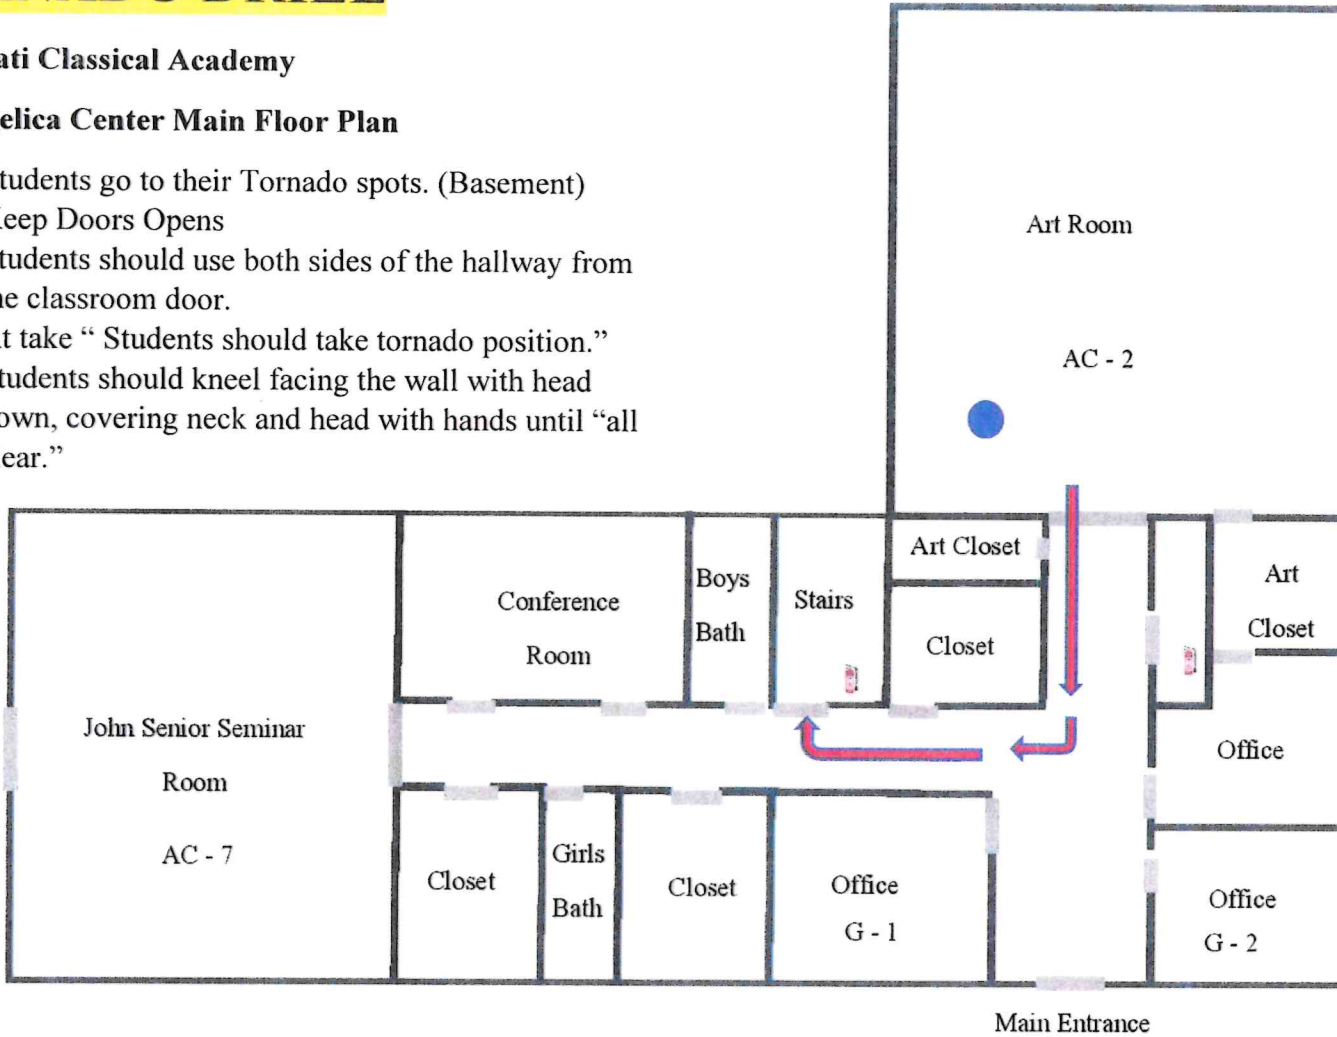 ati Classical Academy
elica Center Main Floor Plan
tudents go to their Tornado spots. (Basement)
eep Doors Opens
tudents should use both sides of the hallway from
e classroom door.
t take “ Students should take tornado position.”
tudents should kneel facing the wall with head
own, covering neck and head with hands until “all
ear.”
Art Room
AC - 2
Art Closet
Closet
Art
Closet
Stairs
Boys
Bath
Conference
Room
John Senior Seminar
Room
AC - 7
Office
Closet
Girls
Bath
Closet
Office
G - 1
Office
G - 2
Main Entrance